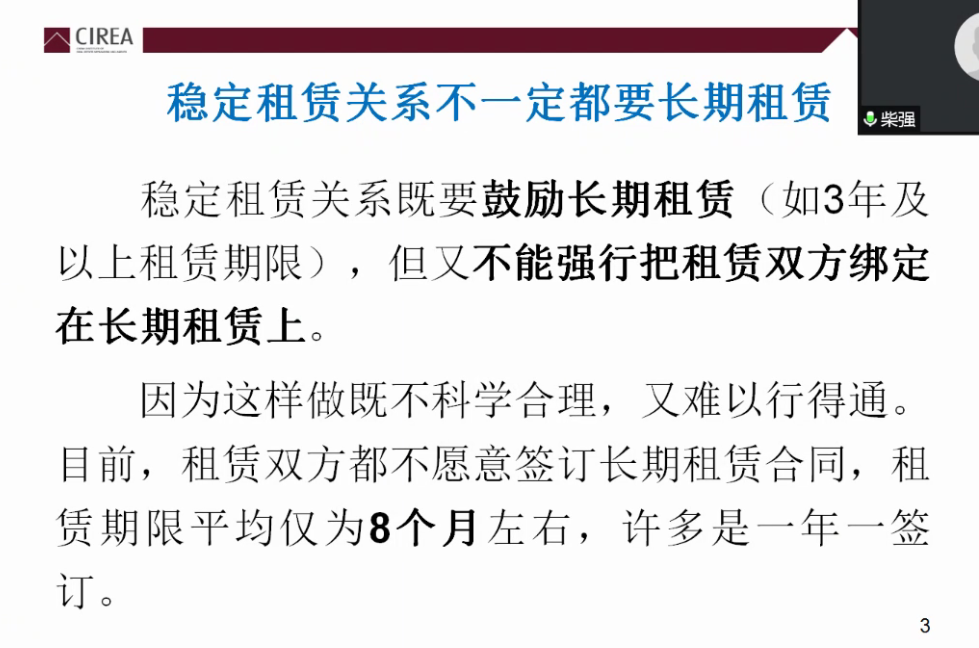 CIREA
稳定租赁关系不一定都要长期租赁
柴强
稳定租赁关系既要鼓励长期租赁（如3年及
以上租赁期限），但又不能强行把租赁双方绑定
在长期租赁上。
因为这样做既不科学合理，又难以行得通。
目前，租赁双方都不愿意签订长期租赁合同，租
赁期限平均仅为8个月左右，许多是一年一签
订。
3